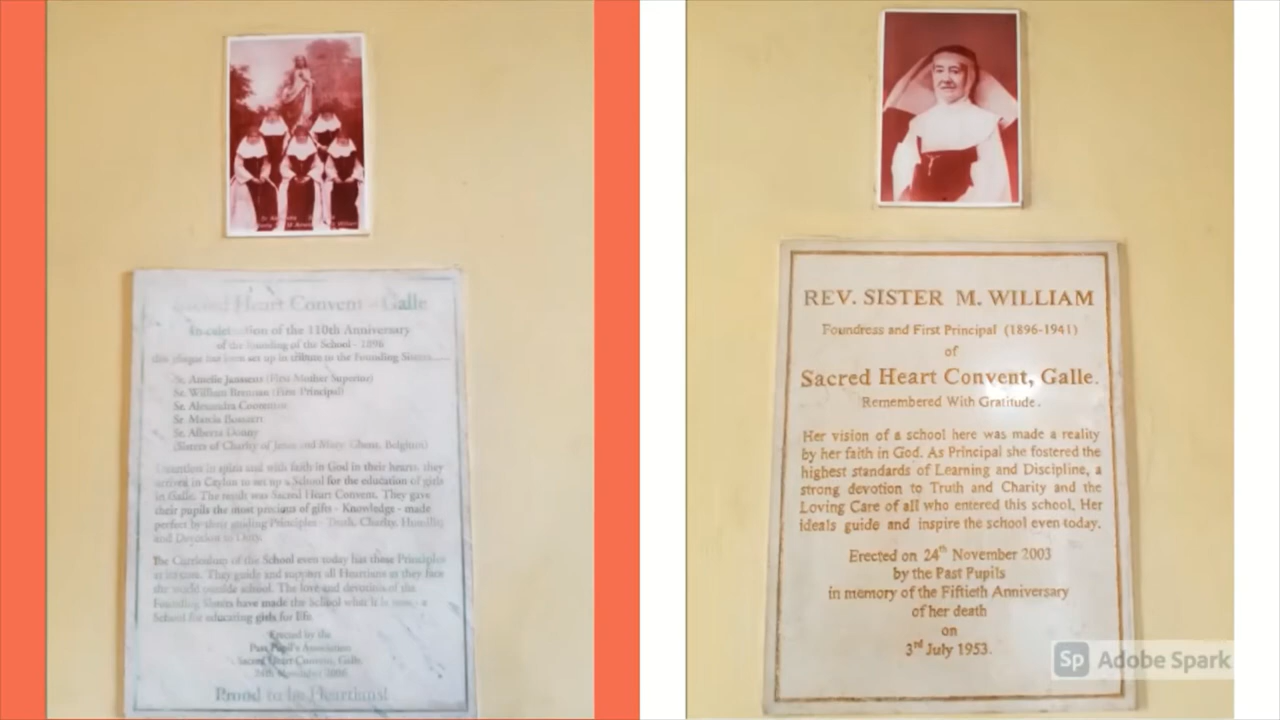 Sacred Heart Convent - Galle
In celebration of the 110th Anniversary
of the founding of the School - 1896
this plaque has been set up in tribute to the Founding Sisters......
Sr. Amelie Janssens (First Mother Superior)
Sr. William Brennan (First Principal)
Sr. Alexandra
Sr. Marcia
Sr. Alberta Donny
(Sisters of Charity of Jesus and Mary, Ghent, Belgium)
in spirit and with faith in God in their hearts, they
arrived in Ceylon to set up a School for the education of girls
in Galle. The result was Sacred Heart Convent. They gave
their pupils the most precious of gifts - Knowledge - made
perfect by their guiding Principles - Truth, Charity, Humility
and Devotion to Duty.
The Curriculum of the School even today has these Principles
They guide and support all Heartians as they face
the world outside school. The love and devotion of the
Founding Sisters have made the School what it is now - a
School for educating girls for life.
Erected by the
Past Pupil's Association
Sacred Heart Convent, Galle.
24th November 2006
Proud to be Heartians!
REV. SISTER M. WILLIAM
Foundress and First Principal (1896-1941)
of
Sacred Heart Convent, Galle.
Remembered With Gratitude.
Her vision of a school here was made a reality
by her faith in God. As Principal she fostered the
highest standards of Learning and Discipline, a
strong devotion to Truth and Charity and the
Loving Care of all who entered this school. Her
ideals guide and inspire the school even today.
Erected on 24th November 2003
by the Past Pupils
in memory of the Fiftieth Anniversary
of her death
on
3rd July 1953.
Sp Adobe Spark